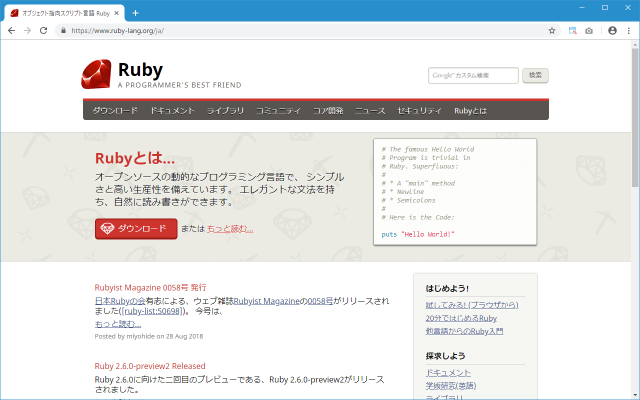 オブジェクト指向スクリプト言語 Ruby
https://www.ruby-lang.org/ja/
Ruby
A PROGRAMMER'S BEST FRIEND
Google カスタム検索
検索
ダウンロード ドキュメント ライブラリ コミュニティ コア開発 ニュース セキュリティ Rubyとは
Rubyとは...
オープンソースの動的なプログラミング言語で、 シンプル
さと高い生産性を備えています。 エレガントな文法を持
ち、自然に読み書きができます。
ダウンロード または もっと読む...
# The famous Hello World
# Program is trivial in
# Ruby. Superfluous:
#
# * A "main" method
# * Newline
# * Semicolons
#
# Here is the Code:
puts "Hello World!"
Rubyist Magazine 0058号 発行
日本Rubyの会有志による、ウェブ雑誌Rubyist Magazineの0058号がリリースされ
ました([ruby-list:50698])。 今号は、
もっと読む...
Posted by miyohide on 28 Aug 2018
Ruby 2.6.0-preview2 Released
Ruby 2.6.0に向けた二回目のプレビューである、Ruby 2.6.0-preview2がリリース
されました。
はじめよう!
試してみる! (ブラウザから)
20分ではじめるRuby
他言語からのRuby入門
探求しよう
ドキュメント
学術研究(英語)
ライブラリ